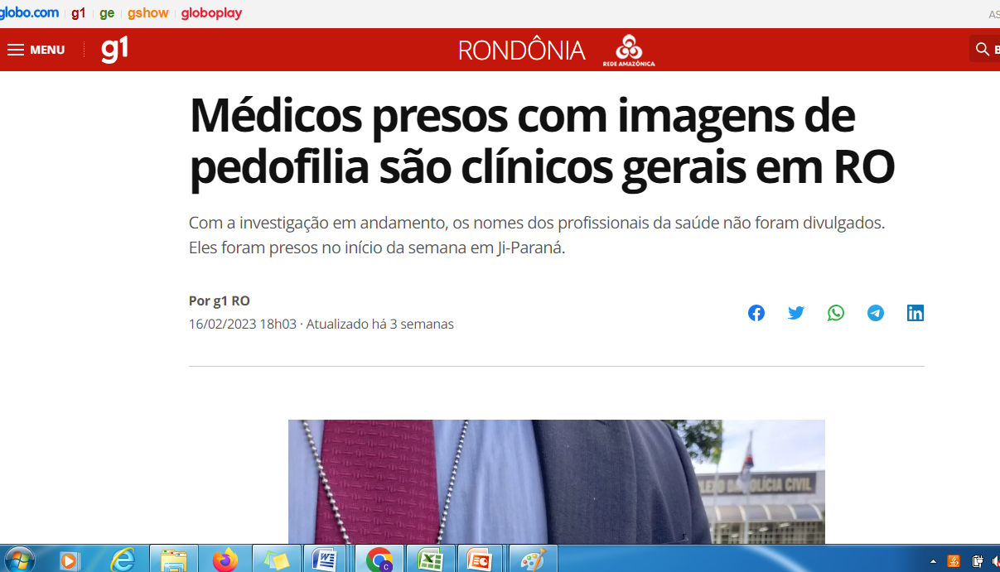 globo.com g1 ge gshow globoplay AS
MENU g1 RONDÔNIA REDE AMAZÔNICA B
Médicos presos com imagens de
pedofilia são clínicos gerais em RO
Com a investigação em andamento, os nomes dos profissionais da saúde não foram divulgados.
Eles foram presos no início da semana em Ji-Paraná.
Por g1 RO
16/02/2023 18h03 · Atualizado há 3 semanas
POLÍCIA CIVIL